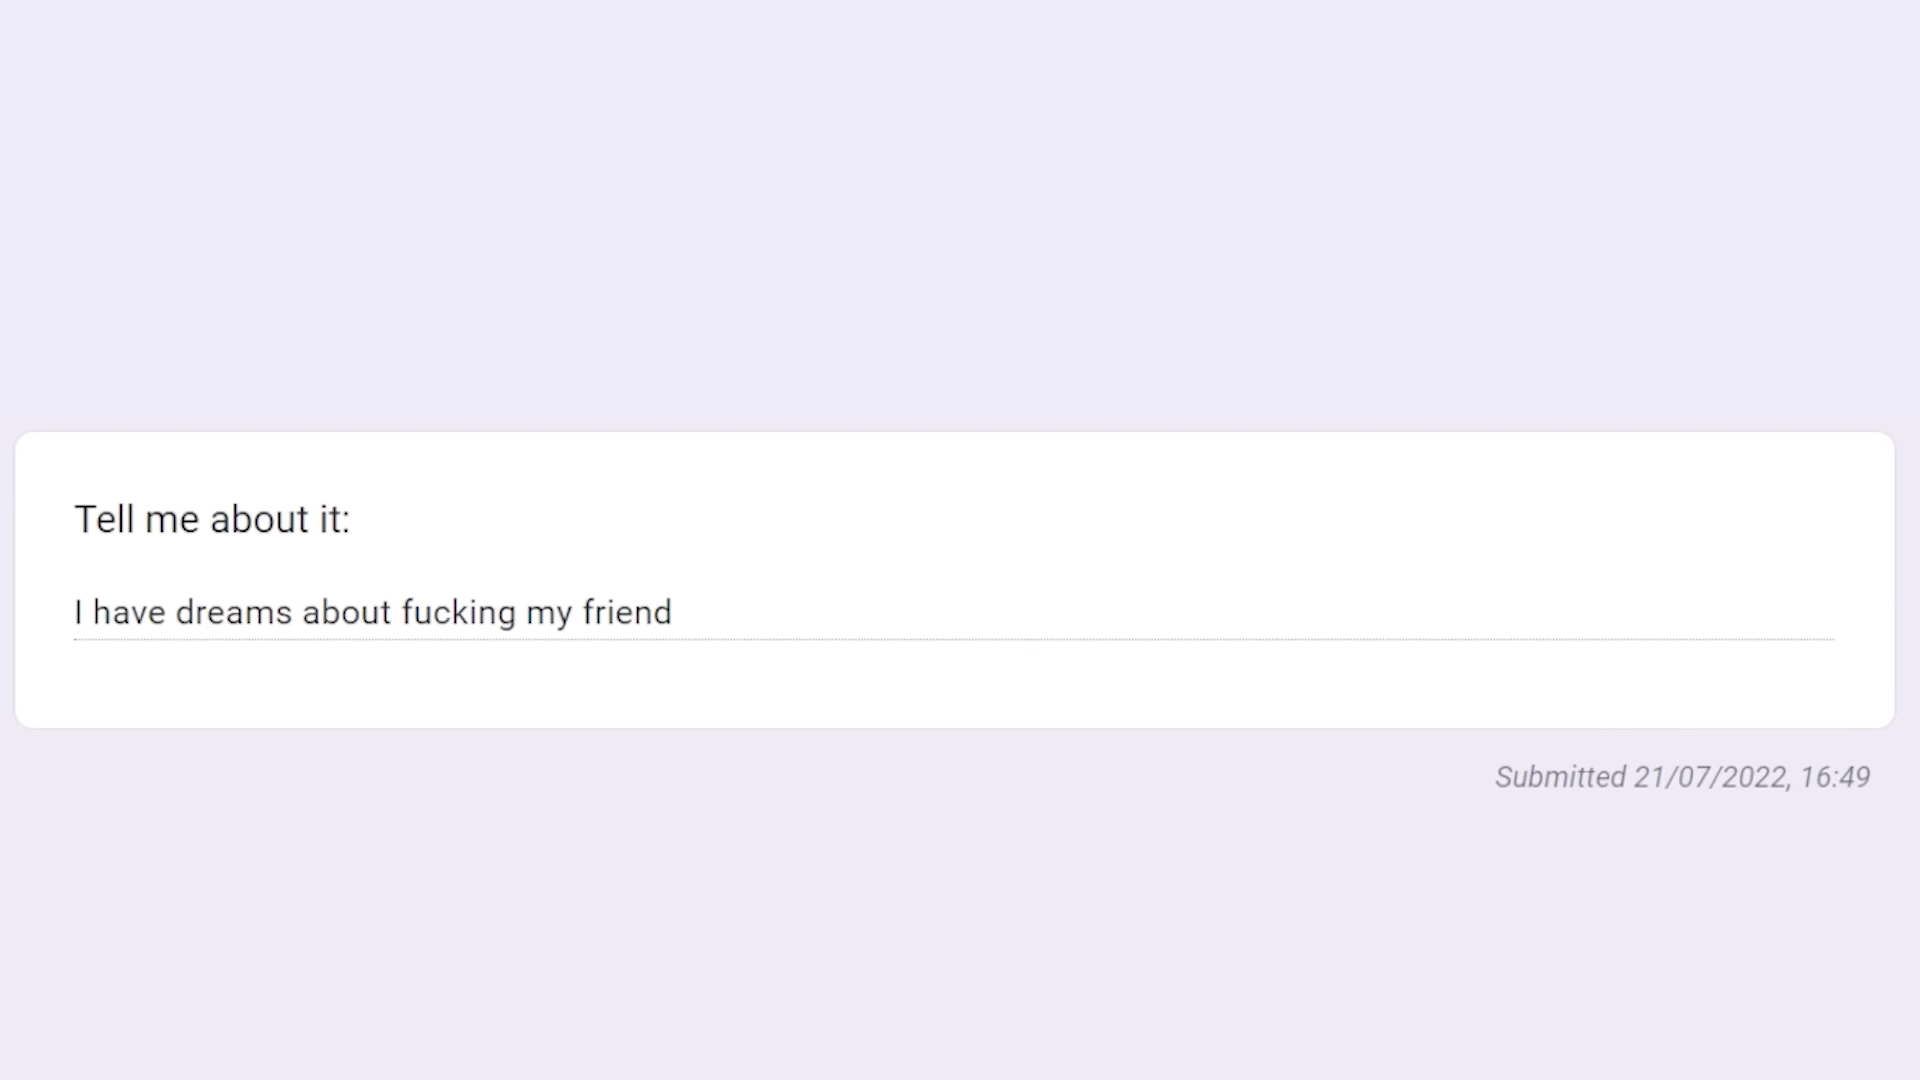 Tell me about it:
I have dreams about fucking my friend
Submitted 21/07/2022, 16:49